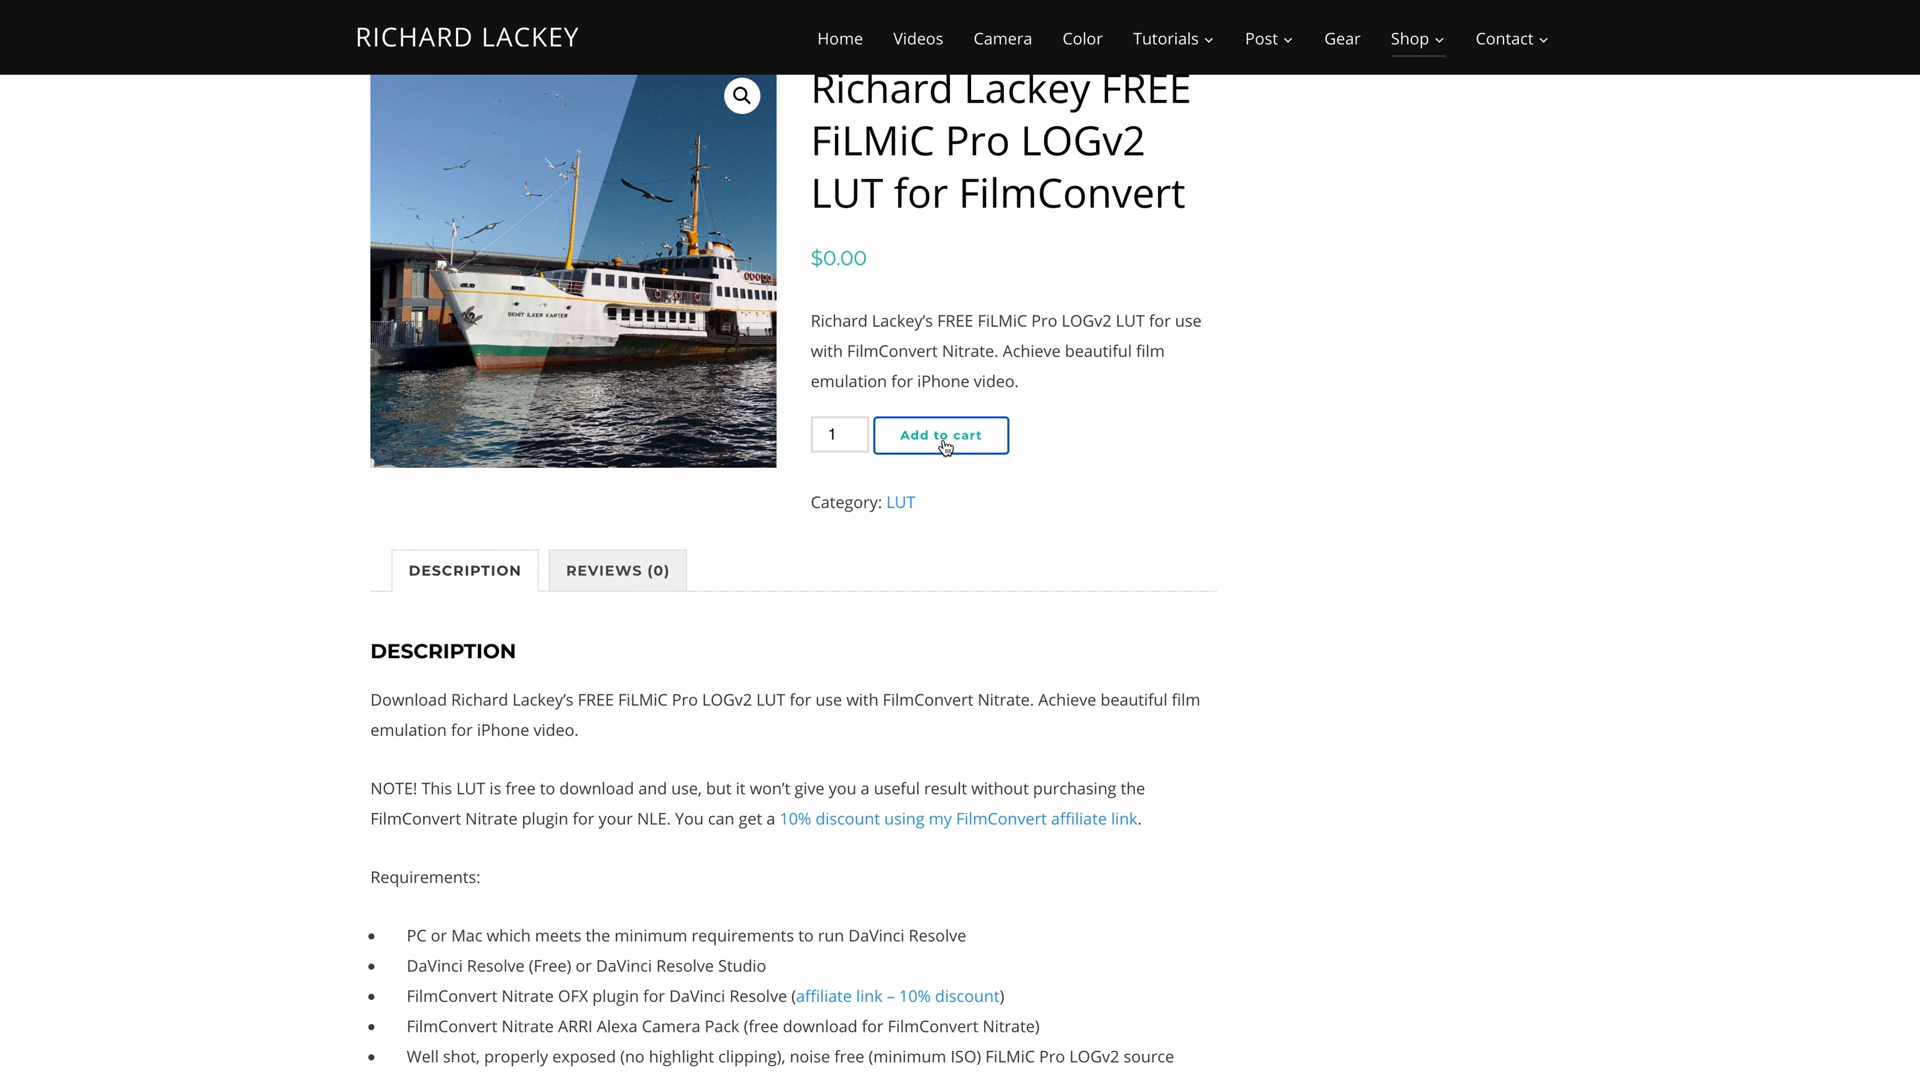 RICHARD LACKEY
Home Videos Camera Color Tutorials Post Gear Shop Contact
Richard Lackey FREE
FiLMiC Pro LOGv2
LUT for FilmConvert
$0.00
Richard Lackey’s FREE FiLMiC Pro LOGv2 LUT for use
with FilmConvert Nitrate. Achieve beautiful film
emulation for iPhone video.
1 Add to cart
Category: LUT
SEHİT İLKER KARTER
DESCRIPTION REVIEWS (0)
DESCRIPTION
Download Richard Lackey’s FREE FiLMiC Pro LOGv2 LUT for use with FilmConvert Nitrate. Achieve beautiful film
emulation for iPhone video.
NOTE! This LUT is free to download and use, but it won’t give you a useful result without purchasing the
FilmConvert Nitrate plugin for your NLE. You can get a 10% discount using my FilmConvert affiliate link.
Requirements:
• PC or Mac which meets the minimum requirements to run DaVinci Resolve
• DaVinci Resolve (Free) or DaVinci Resolve Studio
• FilmConvert Nitrate OFX plugin for DaVinci Resolve (affiliate link – 10% discount)
• FilmConvert Nitrate ARRI Alexa Camera Pack (free download for FilmConvert Nitrate)
• Well shot, properly exposed (no highlight clipping), noise free (minimum ISO) FiLMiC Pro LOGv2 source